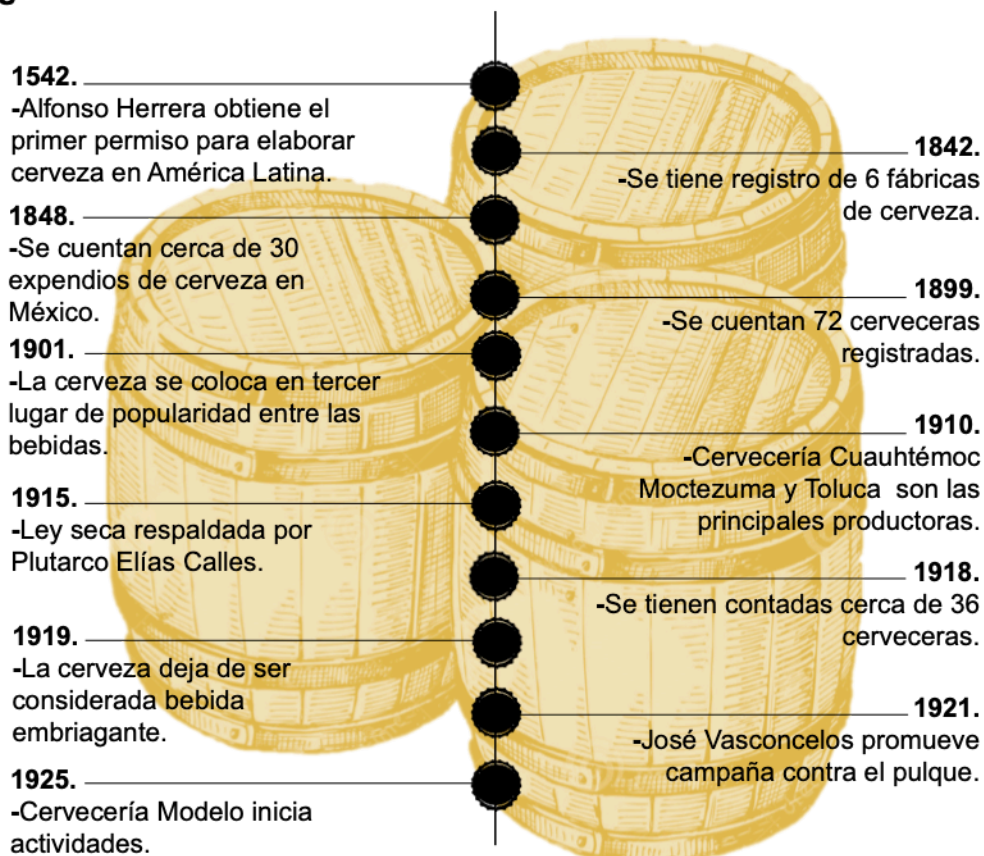 1542.
-Alfonso Herrera obtiene el
primer permiso para elaborar
cerveza en América Latina.
1842.
-Se tiene registro de 6 fábricas
de cerveza.
1848.
-Se cuentan cerca de 30
expendios de cerveza en
México.
1899.
-Se cuentan 72 cerveceras
registradas.
1901.
-La cerveza se coloca en tercer
lugar de popularidad entre las
bebidas.
1910.
-Cervecería Cuauhtémoc
Moctezuma y Toluca son las
principales productoras.
1915.
-Ley seca respaldada por
Plutarco Elías Calles.
1918.
-Se tienen contadas cerca de 36
cerveceras.
1919.
-La cerveza deja de ser
considerada bebida
embriagante.
1921.
-José Vasconcelos promueve
campaña contra el pulque.
1925.
-Cervecería Modelo inicia
actividades.